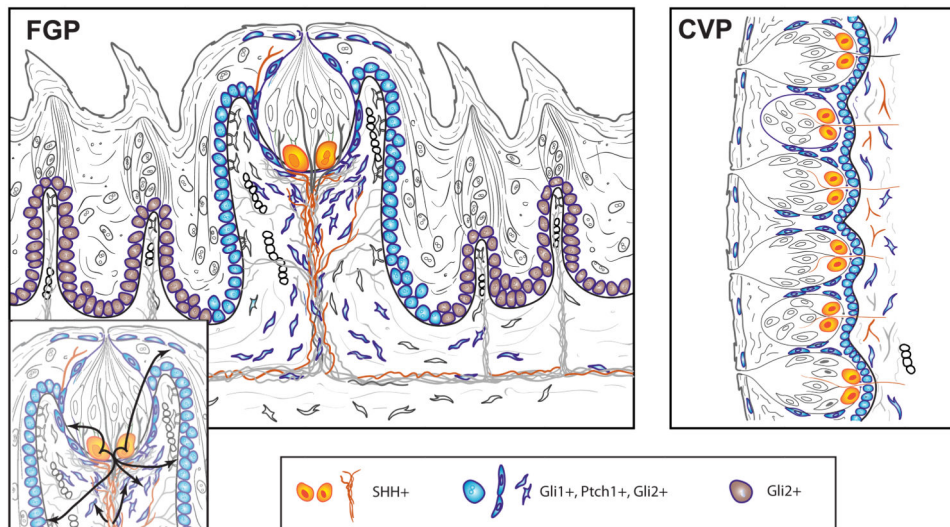 FGP
CVP
SHH+
Gli1+, Ptch1+, Gli2+
Gli2+